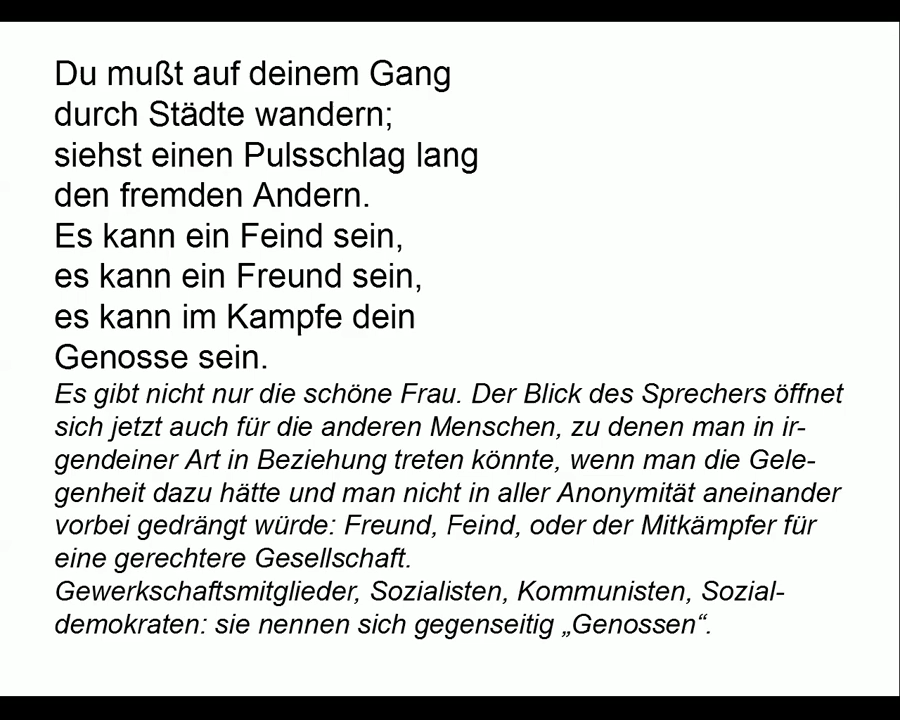 Du mußt auf deinem Gang
durch Städte wandern;
siehst einen Pulsschlag lang
den fremden Andern.
Es kann ein Feind sein,
es kann ein Freund sein,
es kann im Kampfe dein
Genosse sein.
Es gibt nicht nur die schöne Frau. Der Blick des Sprechers öffnet
sich jetzt auch für die anderen Menschen, zu denen man in ir-
gendeiner Art in Beziehung treten könnte, wenn man die Gele-
genheit dazu hätte und man nicht in aller Anonymität aneinander
vorbei gedrängt würde: Freund, Feind, oder der Mitkämpfer für
eine gerechtere Gesellschaft.
Gewerkschaftsmitglieder, Sozialisten, Kommunisten, Sozial-
demokraten: sie nennen sich gegenseitig „Genossen“.